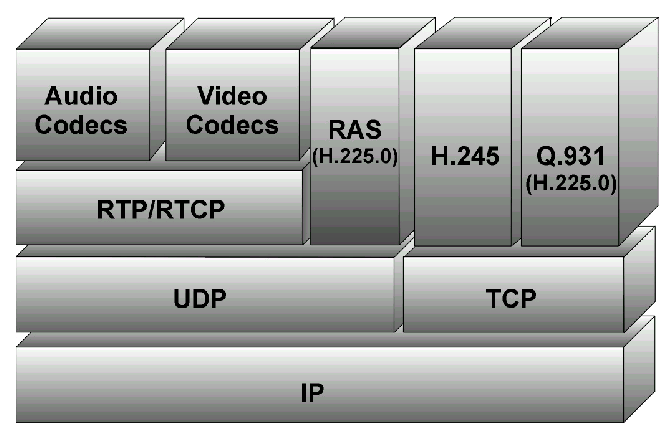 Audio
Codecs
Video
Codecs
RAS
(H.225.0)
H.245
Q.931
(H.225.0)
RTP/RTCP
UDP
TCP
IP